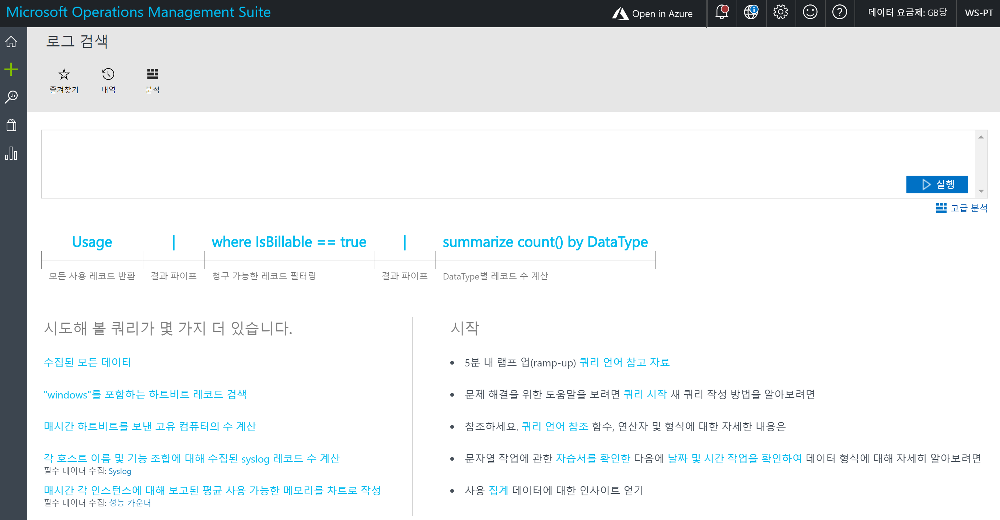 Microsoft Operations Management Suite
Open in Azure
데이터 요금제: GB당
WS-PT
로그 검색
즐겨찾기
내역
분석
실행
고급 분석
Usage | where IsBillable == true | summarize count() by DataType
모든 사용 레코드 반환 결과 파이프 청구 가능한 레코드 필터링 결과 파이프 DataType별 레코드 수 계산
시도해 볼 쿼리가 몇 가지 더 있습니다.
수집된 모든 데이터
"windows"를 포함하는 하트비트 레코드 검색
매시간 하트비트를 보낸 고유 컴퓨터의 수 계산
각 호스트 이름 및 기능 조합에 대해 수집된 syslog 레코드 수 계산
필수 데이터 수집: Syslog
매시간 각 인스턴스에 대해 보고된 평균 사용 가능한 메모리를 차트로 작성
필수 데이터 수집: 성능 카운터
시작
• 5분 내 램프 업(ramp-up) 쿼리 언어 참고 자료
• 문제 해결을 위한 도움말을 보려면 쿼리 시작 새 쿼리 작성 방법을 알아보려면
• 참조하세요. 쿼리 언어 참조 함수, 연산자 및 형식에 대한 자세한 내용은
• 문자열 작업에 관한 자습서를 확인한 다음에 날짜 및 시간 작업을 확인하여 데이터 형식에 대해 자세히 알아보려면
• 사용 집계 데이터에 대한 인사이트 얻기